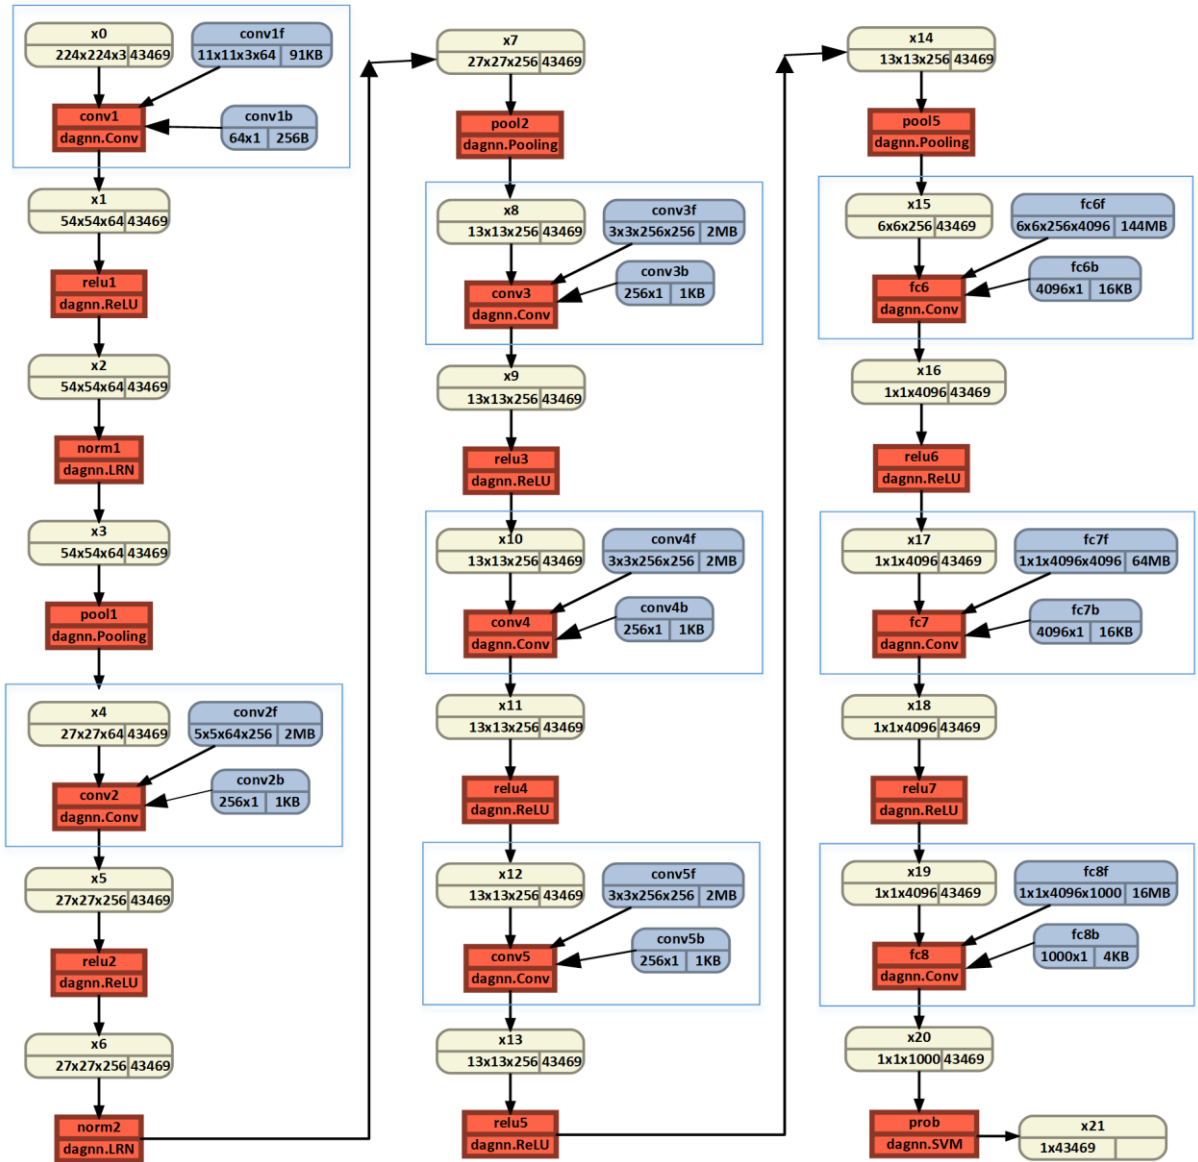 x0
224x224x3 43469
conv1f
11x11x3x64 91KB
conv1
dagnn.Conv
conv1b
64x1 256B
x1
54x54x64 43469
relu1
dagnn.ReLU
x2
54x54x64 43469
norm1
dagnn.LRN
x3
54x54x64 43469
pool1
dagnn.Pooling
x4
27x27x64 43469
conv2f
5x5x64x256 2MB
conv2
dagnn.Conv
conv2b
256x1 1KB
x5
27x27x256 43469
relu2
dagnn.ReLU
x6
27x27x256 43469
norm2
dagnn.LRN
x7
27x27x256 43469
pool2
dagnn.Pooling
x8
13x13x256 43469
conv3f
3x3x256x256 2MB
conv3
dagnn.Conv
conv3b
256x1 1KB
x9
13x13x256 43469
relu3
dagnn.ReLU
x10
13x13x256 43469
conv4f
3x3x256x256 2MB
conv4
dagnn.Conv
conv4b
256x1 1KB
x11
13x13x256 43469
relu4
dagnn.ReLU
x12
13x13x256 43469
conv5f
3x3x256x256 2MB
conv5
dagnn.Conv
conv5b
256x1 1KB
x13
13x13x256 43469
relu5
dagnn.ReLU
x14
13x13x256 43469
pool5
dagnn.Pooling
x15
6x6x256 43469
fc6f
6x6x256x4096 144MB
fc6
dagnn.Conv
fc6b
4096x1 16KB
x16
1x1x4096 43469
relu6
dagnn.ReLU
x17
1x1x4096 43469
fc7f
1x1x4096x4096 64MB
fc7
dagnn.Conv
fc7b
4096x1 16KB
x18
1x1x4096 43469
relu7
dagnn.ReLU
x19
1x1x4096 43469
fc8f
1x1x4096x1000 16MB
fc8
dagnn.Conv
fc8b
1000x1 4KB
x20
1x1x1000 43469
prob
dagnn.SVM
x21
1x43469